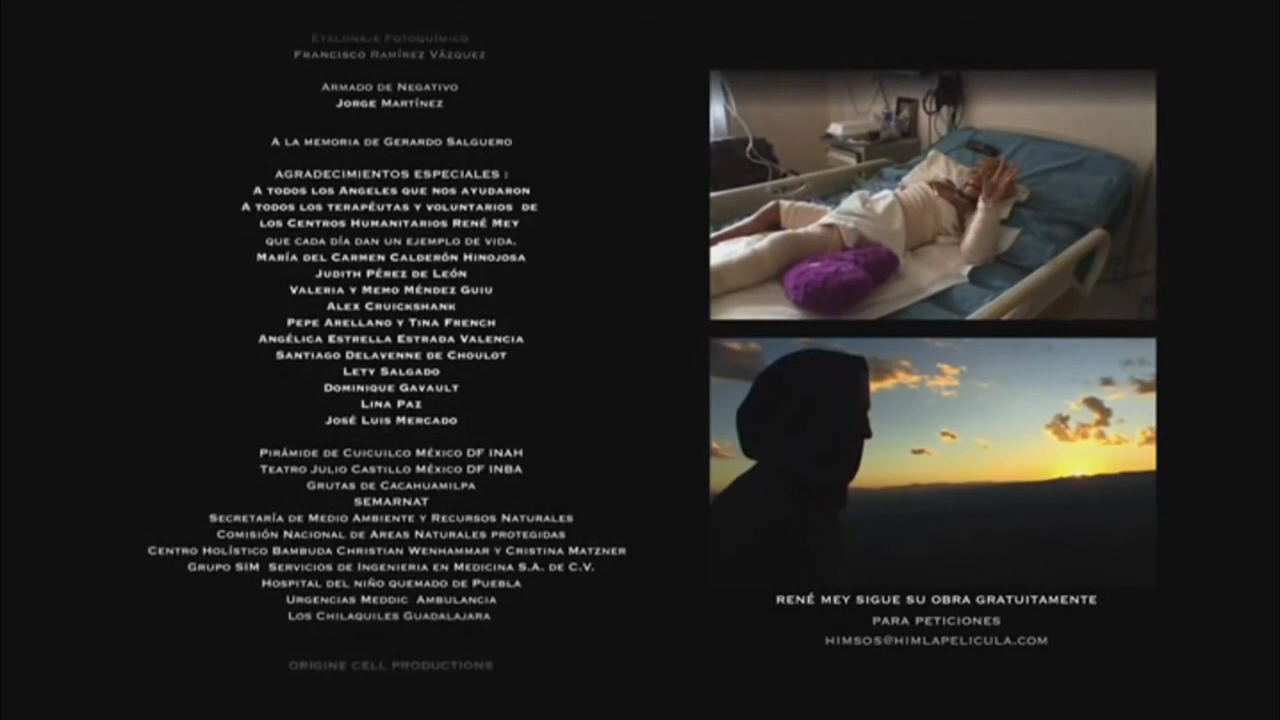 Etalonaje Fotoquímico
Francisco Ramírez Vázquez
Armado de Negativo
Jorge Martínez
A la memoria de Gerardo Salguero
AGRADECIMIENTOS ESPECIALES :
A todos los Angeles que nos ayudaron
A todos los terapéutas y voluntarios de
los Centros Humanitarios René Mey
que cada día dan un ejemplo de vida.
María del Carmen Calderón Hinojosa
Judith Pérez de León
Valeria y Memo Méndez Guiu
Alex Cruickshank
Pepe Arellano y Tina French
Angélica Estrella Estrada Valencia
Santiago Delavenne de Choulot
Lety Salgado
Dominique Gavault
Lina Paz
José Luis Mercado
Pirámide de Cuicuilco México DF INAH
Teatro Julio Castillo México DF INBA
Grutas de Cacahuamilpa
SEMARNAT
Secretaría de Medio Ambiente y Recursos Naturales
Comisión Nacional de Areas Naturales protegidas
Centro Holístico Bambuda Christian Wenhammar y Cristina Matzner
Grupo SIM Servicios de Ingenieria en Medicina S.A. de C.V.
Hospital del niño quemado de Puebla
Urgencias Meddic Ambulancia
Los Chilaquiles Guadalajara
ORIGINE CELL PRODUCTIONS
RENÉ MEY SIGUE SU OBRA GRATUITAMENTE
PARA PETICIONES
HIMSOS@HIMLAPELICULA.COM